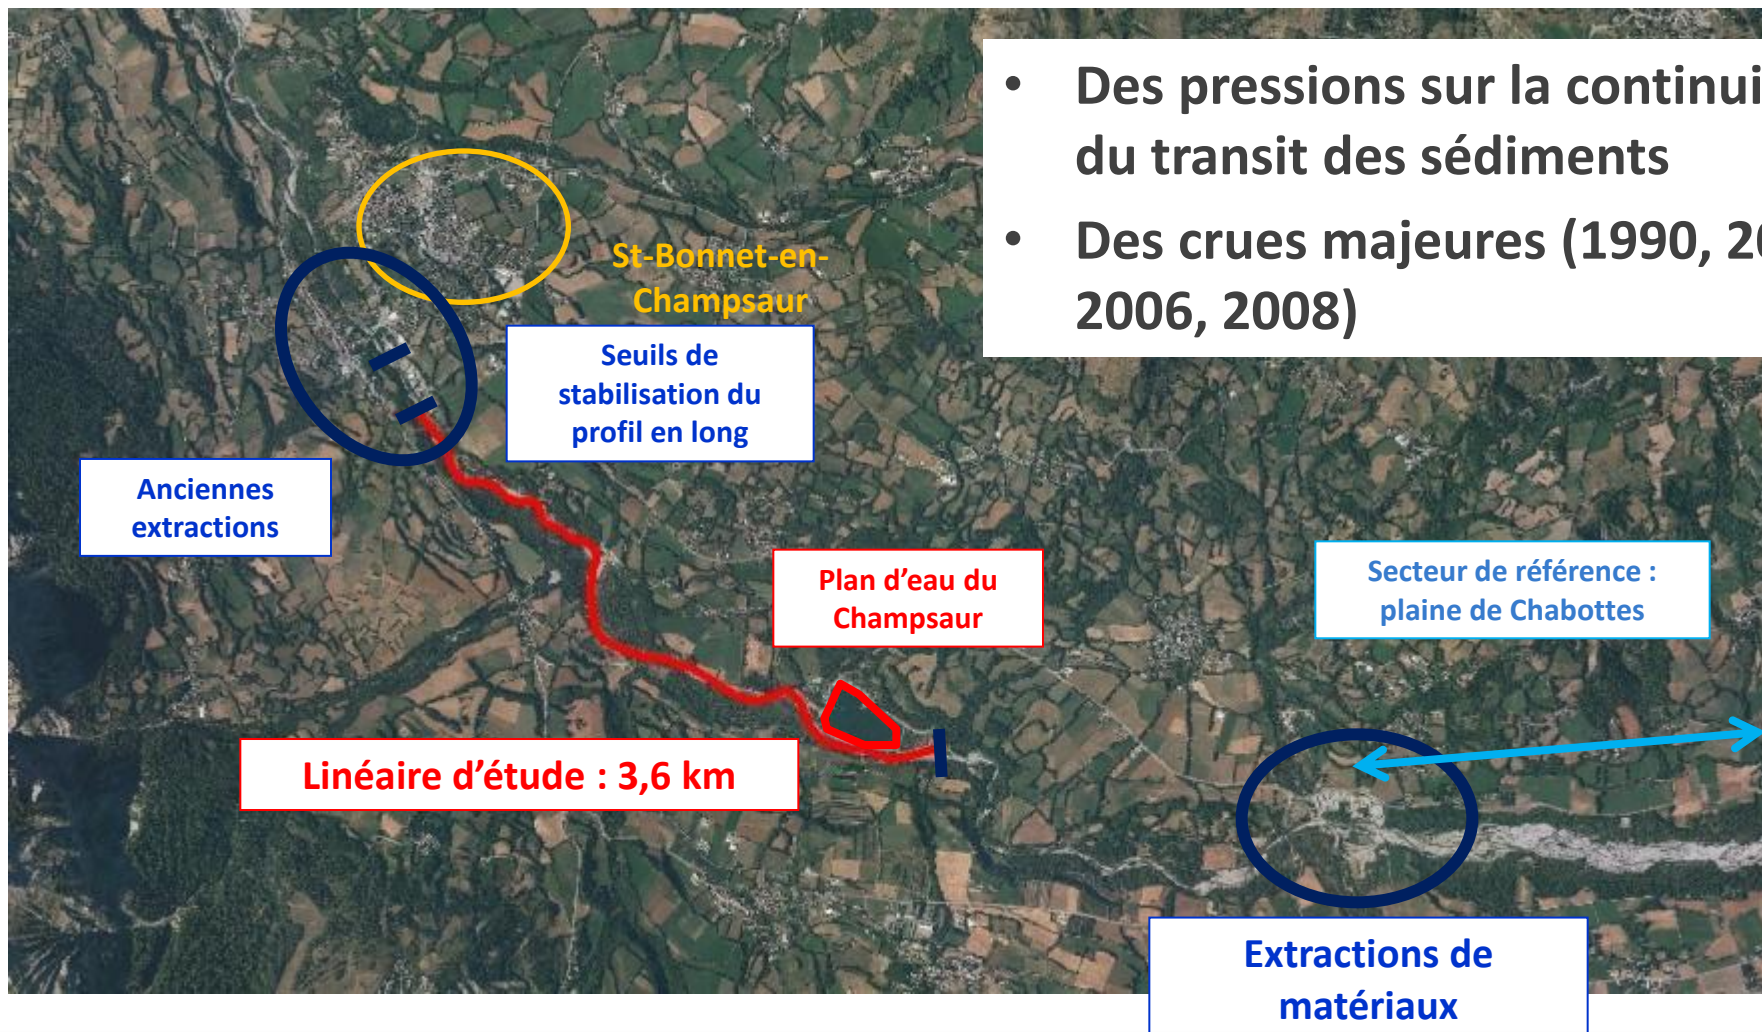 • Des pressions sur la continui
du transit des sédiments
• Des crues majeures (1990, 20
2006, 2008)
St-Bonnet-en-
Champsaur
Seuils de
stabilisation du
profil en long
Anciennes
extractions
Plan d’eau du
Champsaur
Secteur de référence :
plaine de Chabottes
Linéaire d’étude : 3,6 km
Extractions de
matériaux